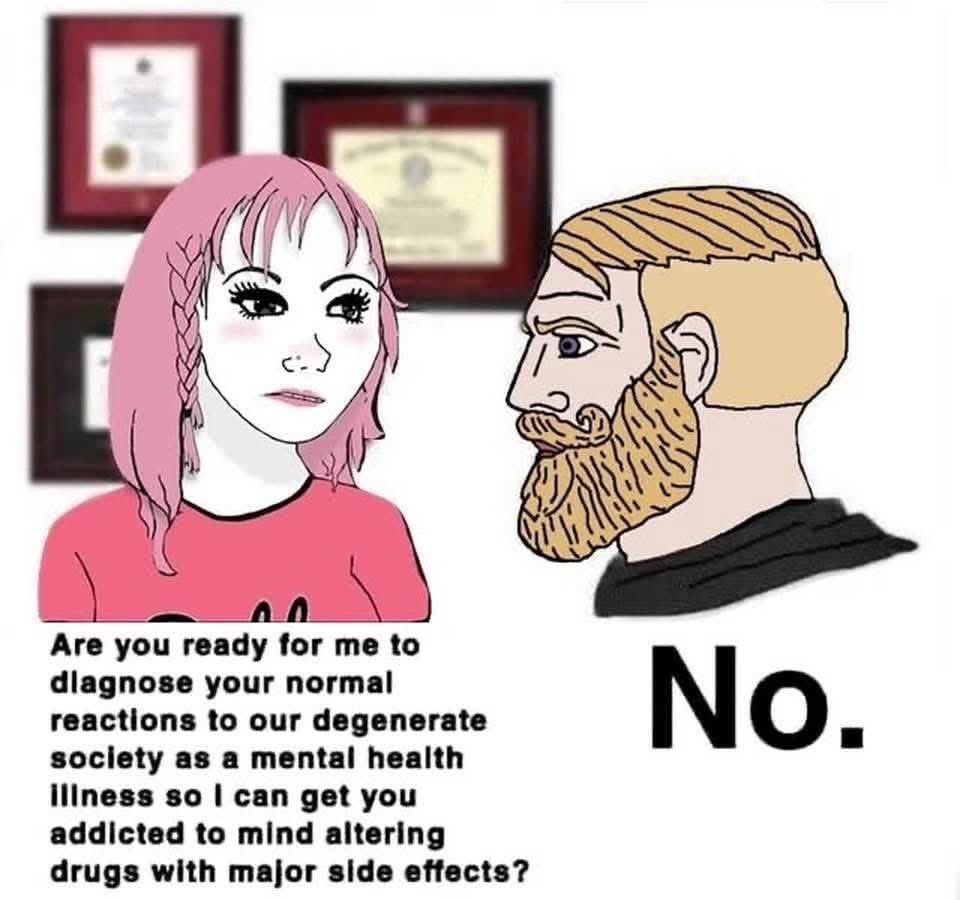 Are you ready for me to
diagnose your normal
reactions to our degenerate
society as a mental health
illness so I can get you
addicted to mind altering
drugs with major side effects?
No.